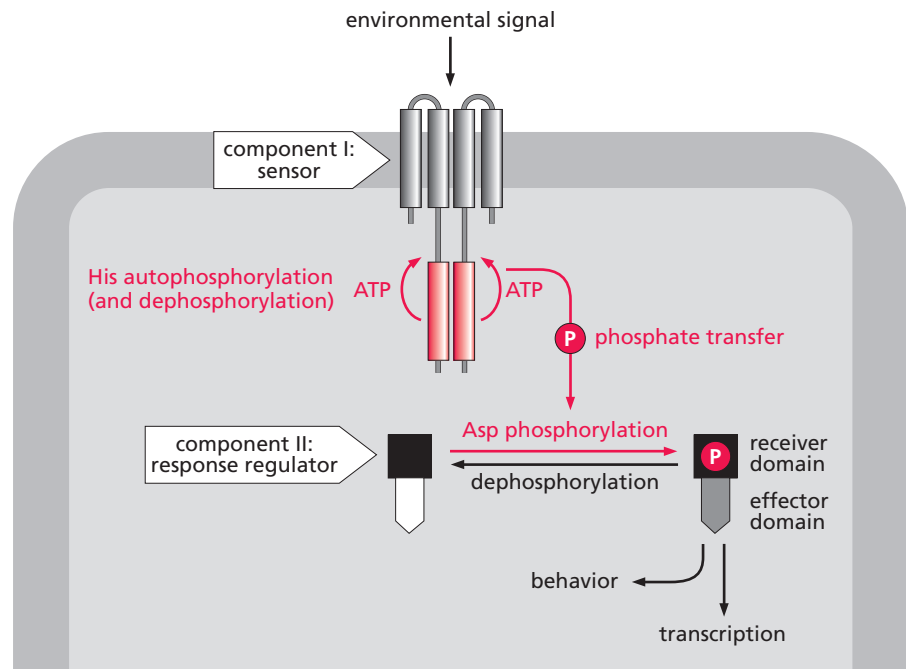 environmental signal
component I:
sensor
His autophosphorylation
(and dephosphorylation)
ATP
ATP
P
phosphate transfer
component II:
response regulator
Asp phosphorylation
dephosphorylation
P
receiver
domain
effector
domain
behavior
transcription